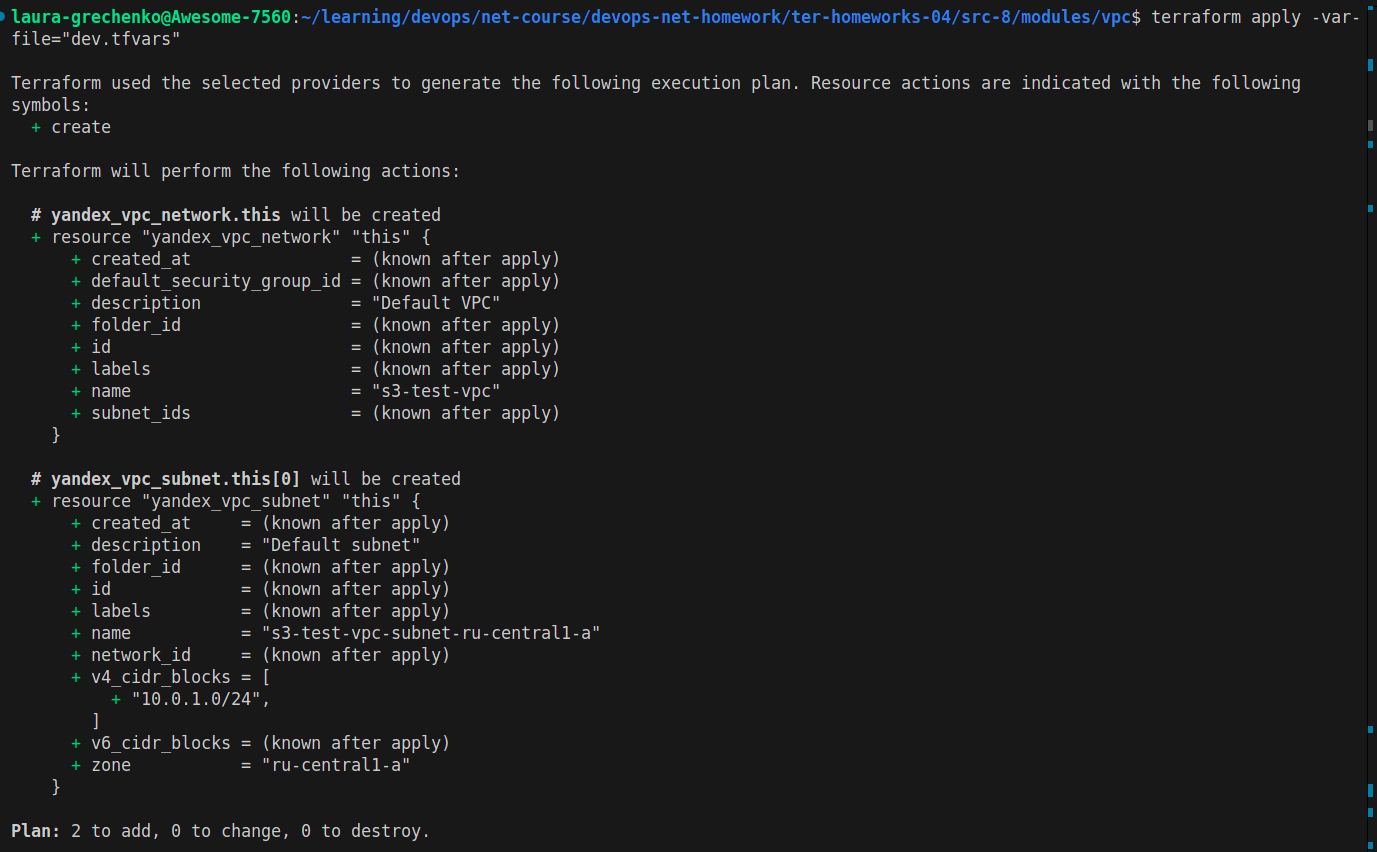 laura-grechenko@Awesome-7560:~/learning/devops/net-course/devops-net-homework/ter-homeworks-04/src-8/modules/vpc$ terraform apply -var-
file="dev.tfvars"

Terraform used the selected providers to generate the following execution plan. Resource actions are indicated with the following
symbols:
  + create

Terraform will perform the following actions:

  # yandex_vpc_network.this will be created
  + resource "yandex_vpc_network" "this" {
      + created_at                = (known after apply)
      + default_security_group_id = (known after apply)
      + description               = "Default VPC"
      + folder_id                 = (known after apply)
      + id                        = (known after apply)
      + labels                    = (known after apply)
      + name                      = "s3-test-vpc"
      + subnet_ids                = (known after apply)
    }

  # yandex_vpc_subnet.this[0] will be created
  + resource "yandex_vpc_subnet" "this" {
      + created_at     = (known after apply)
      + description    = "Default subnet"
      + folder_id      = (known after apply)
      + id             = (known after apply)
      + labels         = (known after apply)
      + name           = "s3-test-vpc-subnet-ru-central1-a"
      + network_id     = (known after apply)
      + v4_cidr_blocks = [
          + "10.0.1.0/24",
        ]
      + v6_cidr_blocks = (known after apply)
      + zone           = "ru-central1-a"
    }

Plan: 2 to add, 0 to change, 0 to destroy.